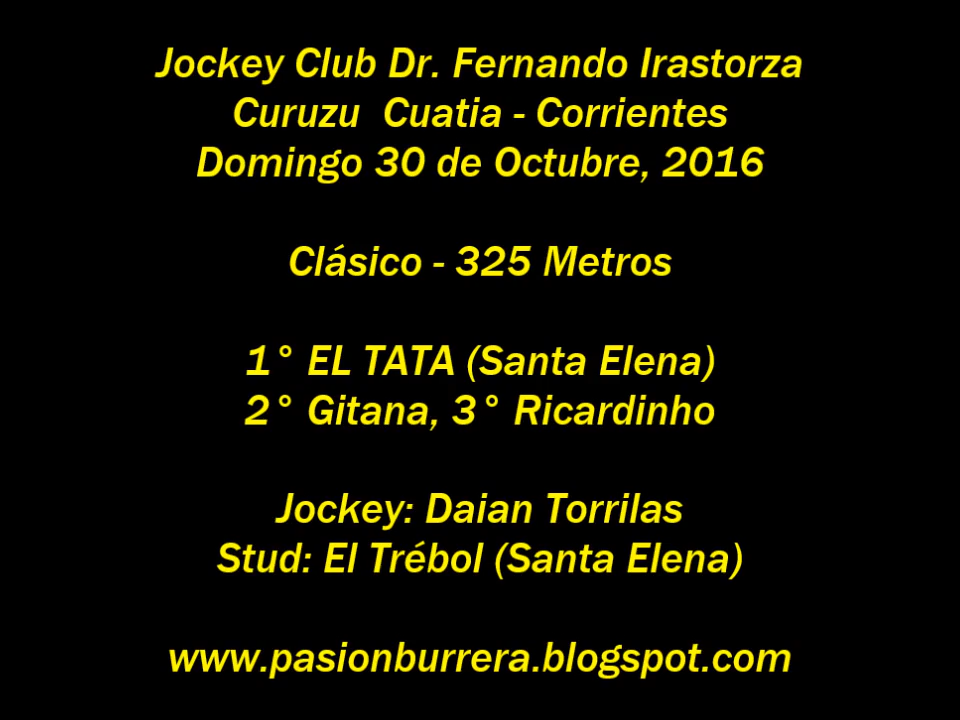 Jockey Club Dr. Fernando Irastorza
Curuzu Cuatia - Corrientes
Domingo 30 de Octubre, 2016
Clásico - 325 Metros
1° EL TATA (Santa Elena)
2° Gitana, 3° Ricardinho
Jockey: Daian Torrilas
Stud: El Trébol (Santa Elena)
www.pasionburrera.blogspot.com